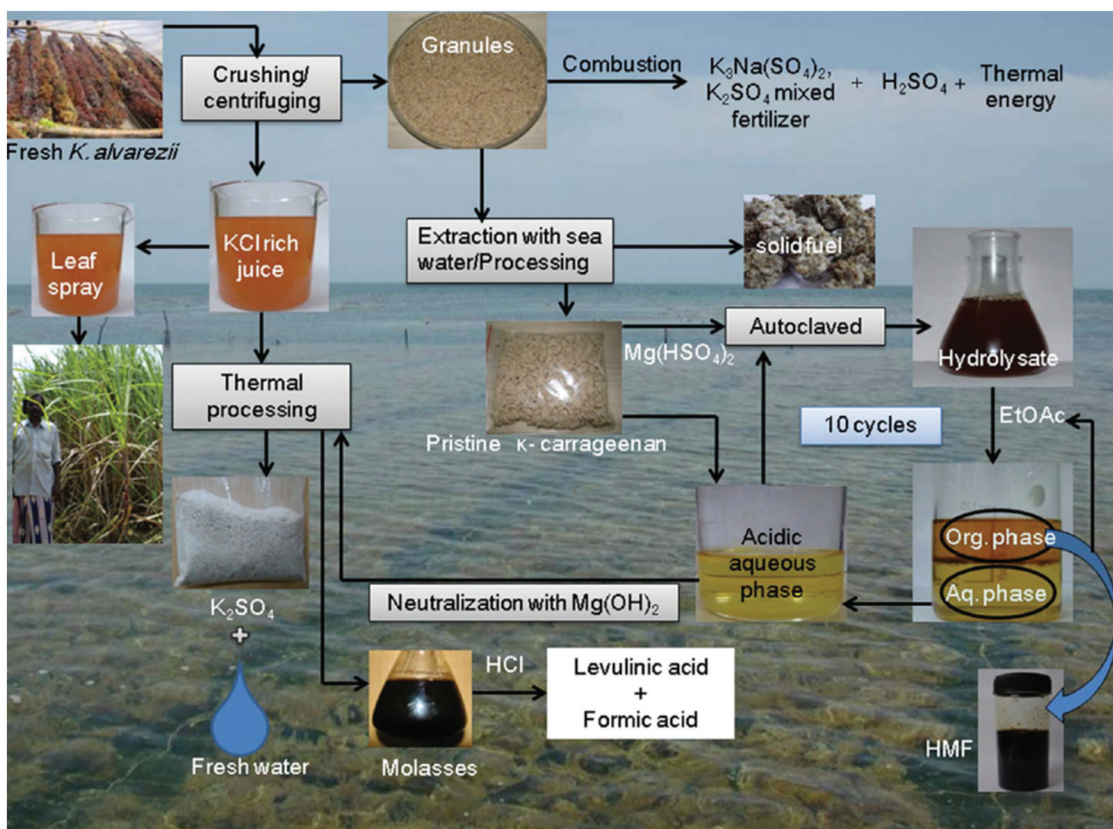 Granules
Crushing/
centrifuging
Combustion
K₃Na(SO₄)₂,
K₂SO₄ mixed
fertilizer
+ H₂SO₄ +
Thermal
energy
Fresh K. alvarezii
Leaf
spray
KCl rich
juice
Extraction with sea
water/Processing
solid fuel
Thermal
processing
Mg(HSO₄)₂
Autoclaved
Hydrolysate
Pristine κ- carrageenan
10 cycles
EtOAc
Acidic
aqueous
phase
Org. phase
Aq. phase
K₂SO₄
+
Fresh water
Neutralization with Mg(OH)₂
HCl
Molasses
Levulinic acid
+
Formic acid
HMF